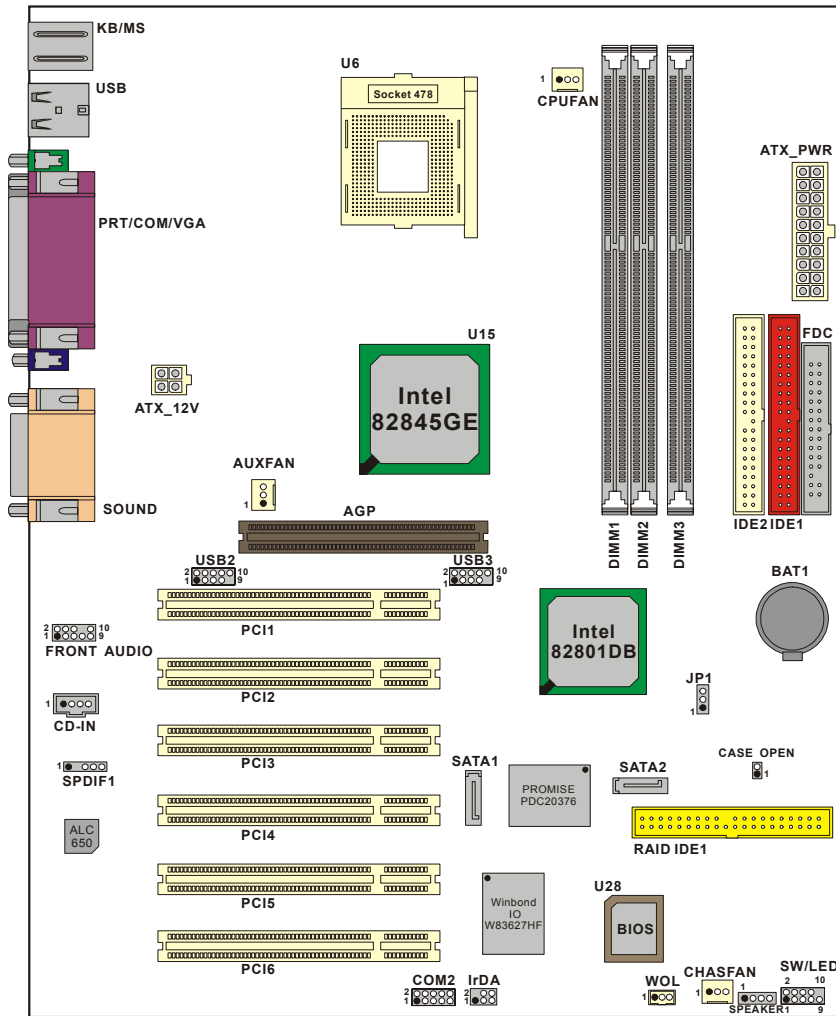 KB/MS
U6
Socket 478
1
CPUFAN
USB
ATX_PWR
PRT/COM/VGA
FDC
U15
Intel
82845GE
ATX_12V
AUXFAN
1
SOUND
AGP
IDE2 IDE1
DIMM1
DIMM2
DIMM3
USB2
2 10
1 9
USB3
2 10
1 9
BAT1
PCI1
Intel
82801DB
2 10
1 9
FRONT AUDIO
PCI2
JP1
1
1
CD-IN
PCI3
SATA1
PROMISE
PDC20376
SATA2
CASE OPEN
1
1
SPDIF1
ALC
650
PCI4
RAID IDE1
PCI5
Winbond
IO
W83627HF
U28
BIOS
PCI6
COM2
2
1
IrDA
2
1
WOL
1
CHASFAN
1
1
SPEAKER
SW/LED
2 10
1 9